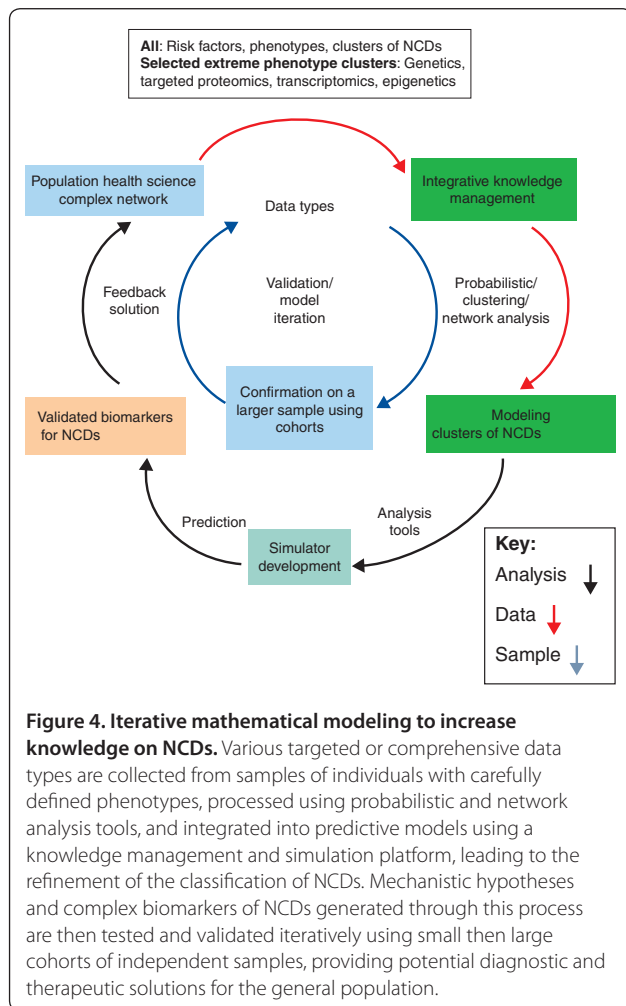 All: Risk factors, phenotypes, clusters of NCDs
Selected extreme phenotype clusters: Genetics,
targeted proteomics, transcriptomics, epigenetics
Population health science
complex network
Integrative knowledge
management
Data types
Feedback
solution
Validation/
model
iteration
Probabilistic/
clustering/
network analysis
Validated biomarkers
for NCDs
Confirmation on a
larger sample using
cohorts
Modeling
clusters of NCDs
Prediction
Analysis
tools
Simulator
development
Key:
Analysis
Data
Sample
Figure 4. Iterative mathematical modeling to increase
knowledge on NCDs. Various targeted or comprehensive data
types are collected from samples of individuals with carefully
defined phenotypes, processed using probabilistic and network
analysis tools, and integrated into predictive models using a
knowledge management and simulation platform, leading to the
refinement of the classification of NCDs. Mechanistic hypotheses
and complex biomarkers of NCDs generated through this process
are then tested and validated iteratively using small then large
cohorts of independent samples, providing potential diagnostic and
therapeutic solutions for the general population.